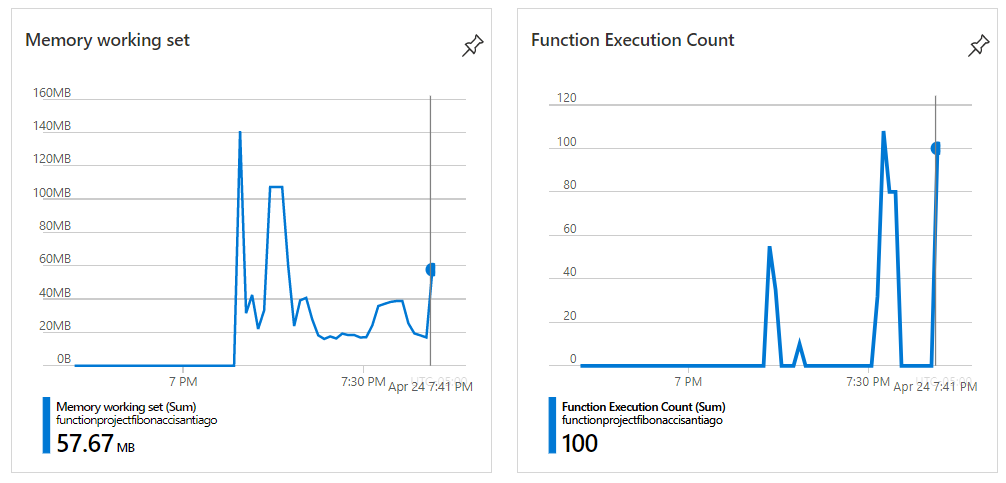 Memory working set
160MB
140MB
120MB
100MB
80MB
60MB
40MB
20MB
0B
7 PM
7:30 PM
Apr 24 7:41 PM
Memory working set (Sum)
functionprojectfibonaccisantiago
57.67 MB
Function Execution Count
120
100
80
60
40
20
0
7 PM
7:30 PM
Apr 24 7:41 PM
Function Execution Count (Sum)
functionprojectfibonaccisantiago
100